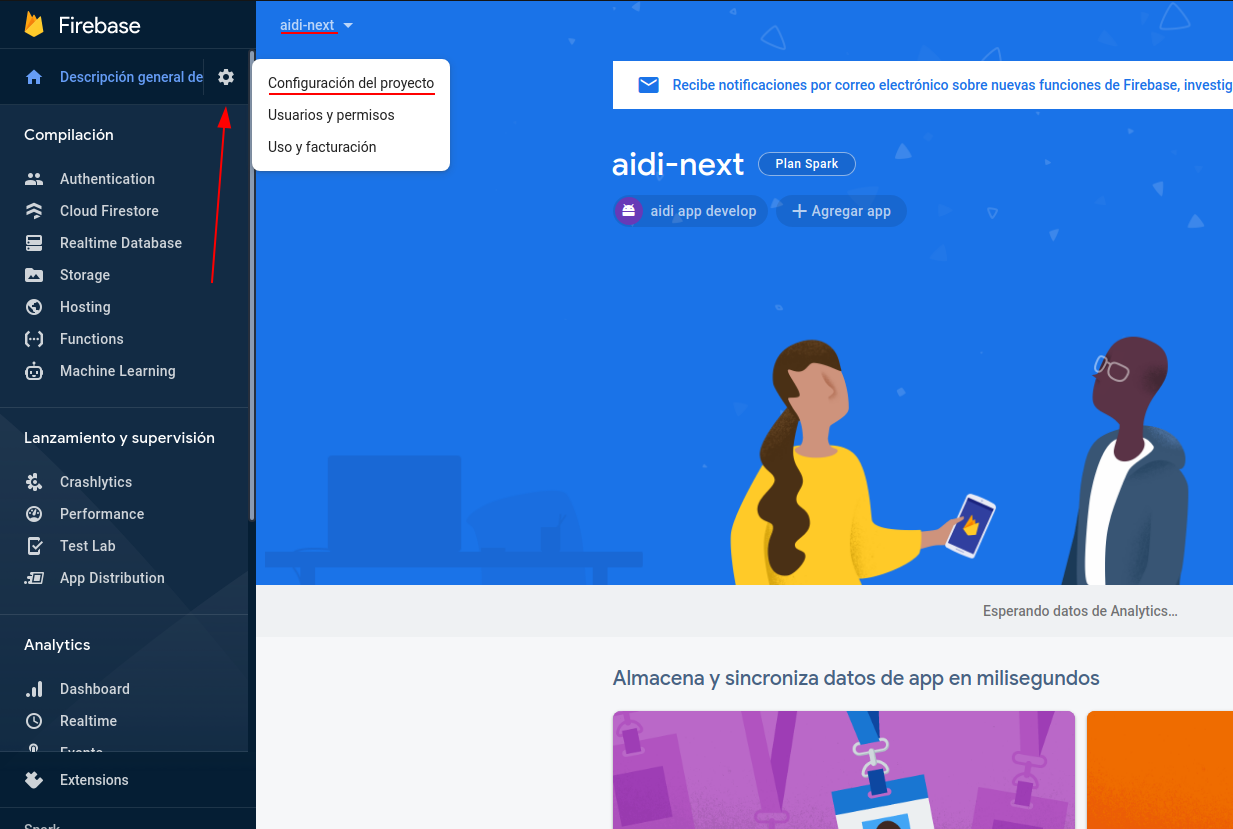 Firebase
Descripción general de
Compilación
Authentication
Cloud Firestore
Realtime Database
Storage
Hosting
Functions
Machine Learning
Lanzamiento y supervisión
Crashlytics
Performance
Test Lab
App Distribution
Analytics
Dashboard
Realtime
Events
Extensions
Spark
aidi-next
Configuración del proyecto
Usuarios y permisos
Uso y facturación
Recibe notificaciones por correo electrónico sobre nuevas funciones de Firebase, investig
aidi-next Plan Spark
aidi app develop + Agregar app
Esperando datos de Analytics...
Almacena y sincroniza datos de app en milisegundos